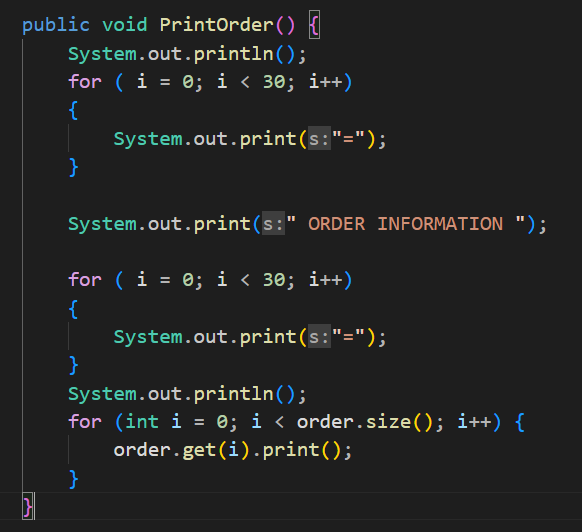 public void PrintOrder() {
    System.out.println();
    for ( i = 0; i < 30; i++)
    {
        System.out.print(s:"=");
    }

    System.out.print(s:" ORDER INFORMATION ");

    for ( i = 0; i < 30; i++)
    {
        System.out.print(s:"=");
    }
    System.out.println();
    for (int i = 0; i < order.size(); i++) {
        order.get(i).print();
    }
}